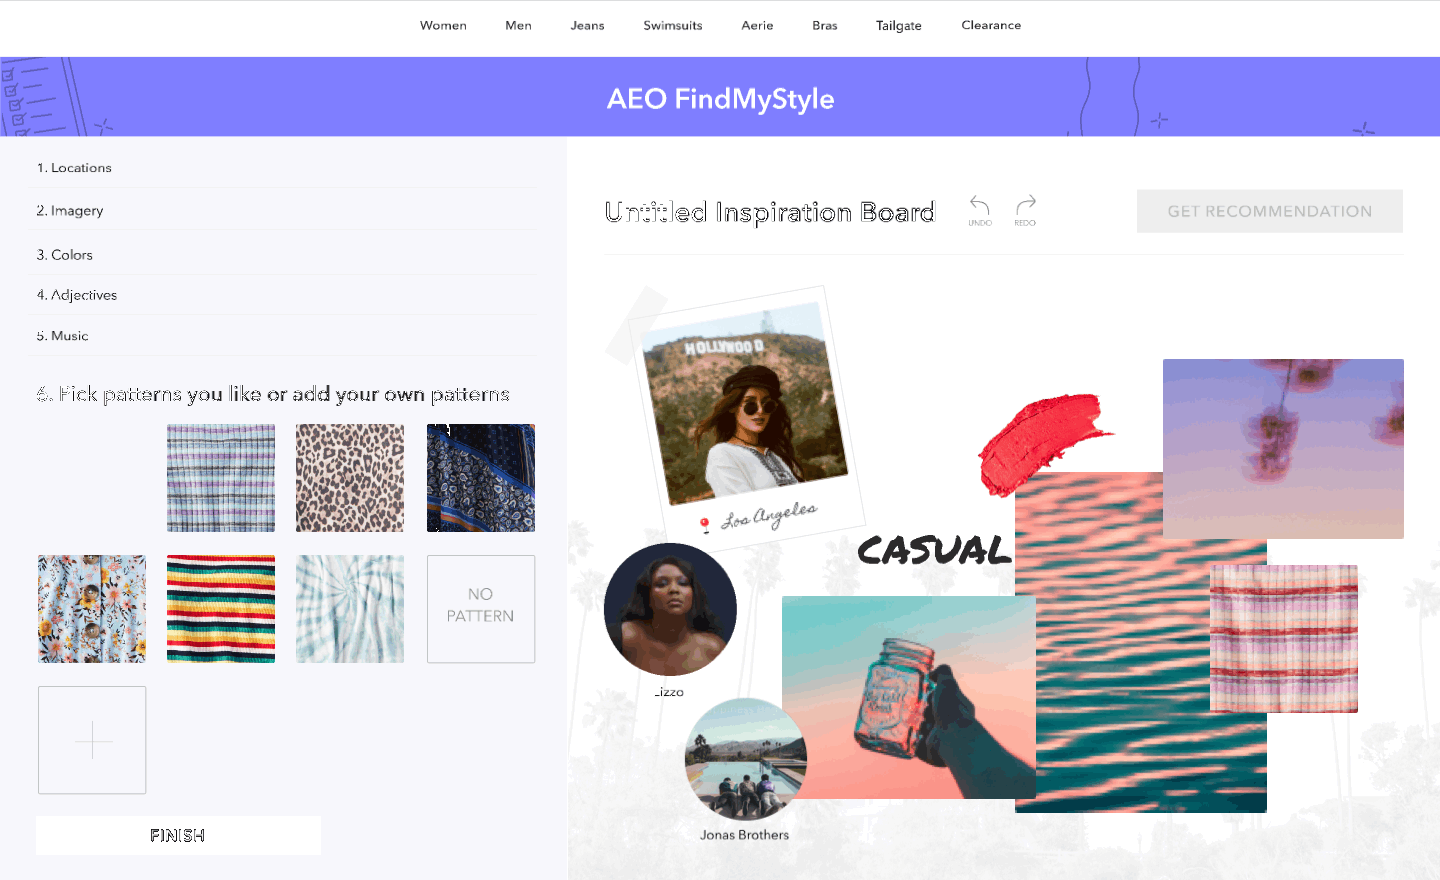 Women Men Jeans Swimsuits Aerie Bras Tailgate Clearance
AEO FindMyStyle
1. Locations
2. Imagery
3. Colors
4. Adjectives
5. Music
6. Pick patterns you like or add your own patterns
NO
PATTERN
FINISH
Untitled Inspiration Board
UNDO
REDO
GET RECOMMENDATION
HOLLYWOOD
Los Angeles
CASUAL
Lizzo
Jonas Brothers